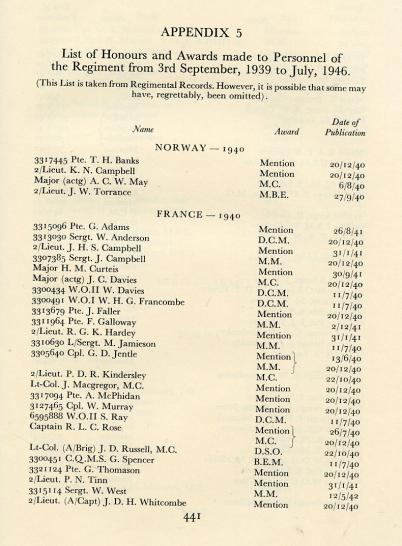 APPENDIX 5
List of Honours and Awards made to Personnel of
the Regiment from 3rd September, 1939 to July, 1946.
(This List is taken from Regimental Records. However, it is possible that some may
have, regrettably, been omitted).
Date of
Name Award Publication
NORWAY — 1940
3317445 Pte. T. H. Banks Mention 20/12/40
2/Lieut. K. N. Campbell Mention 20/12/40
Major (actg) A. C. W. May M.C. 6/8/40
2/Lieut. J. W. Torrance M.B.E. 27/9/40
FRANCE — 1940
3315096 Pte. G. Adams Mention 26/8/41
3313030 Sergt. W. Anderson D.C.M. 20/12/40
2/Lieut. J. H. S. Campbell Mention 31/1/41
3307385 Sergt. J. Campbell M.M. 20/12/40
Major H. M. Curteis Mention 30/9/41
Major (actg) J. C. Davies M.C. 20/12/40
3300434 W.O.II W. Davies D.C.M. 11/7/40
3300491 W.O.I W. H. G. Francombe D.C.M. 11/7/40
3313679 Pte. J. Faller Mention 20/12/40
3311964 Pte. F. Galloway M.M. 2/12/41
2/Lieut. R. G. K. Hardey Mention 31/1/41
3310630 L/Sergt. M. Jamieson M.M. 11/7/40
3305640 Cpl. G. D. Jentle Mention } 13/6/40
M.M. } 20/12/40
2/Lieut. P. D. R. Kindersley M.C. 22/10/40
Lt-Col. J. Macgregor, M.C. Mention 20/12/40
3317094 Pte. A. McPhidan Mention 20/12/40
3127465 Cpl. W. Murray Mention 20/12/40
6595888 W.O.II S. Ray D.C.M. 11/7/40
Captain R. L. C. Rose Mention } 26/7/40
M.C. } 20/12/40
Lt-Col. (A/Brig) J. D. Russell, M.C. D.S.O. 22/10/40
3300451 C.Q.M.S. G. Spencer B.E.M. 11/7/40
3321124 Pte. G. Thomason Mention 20/12/40
2/Lieut. P. N. Tinn Mention 31/1/41
3315114 Sergt. W. West M.M. 12/5/42
2/Lieut. (A/Capt) J. D. H. Whitcombe Mention 20/12/40
441